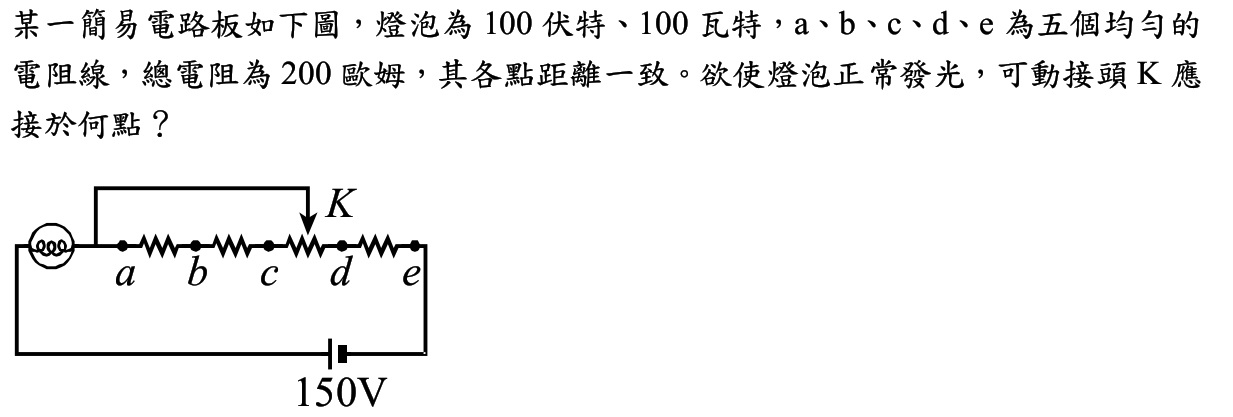 某一簡易電路板如下圖，燈泡為 100 伏特、100 瓦特，a、b、c、d、e 為五個均勻的
電阻線，總電阻為 200 歐姆，其各點距離一致。欲使燈泡正常發光，可動接頭 K 應
接於何點？
K
a b c d e
150V